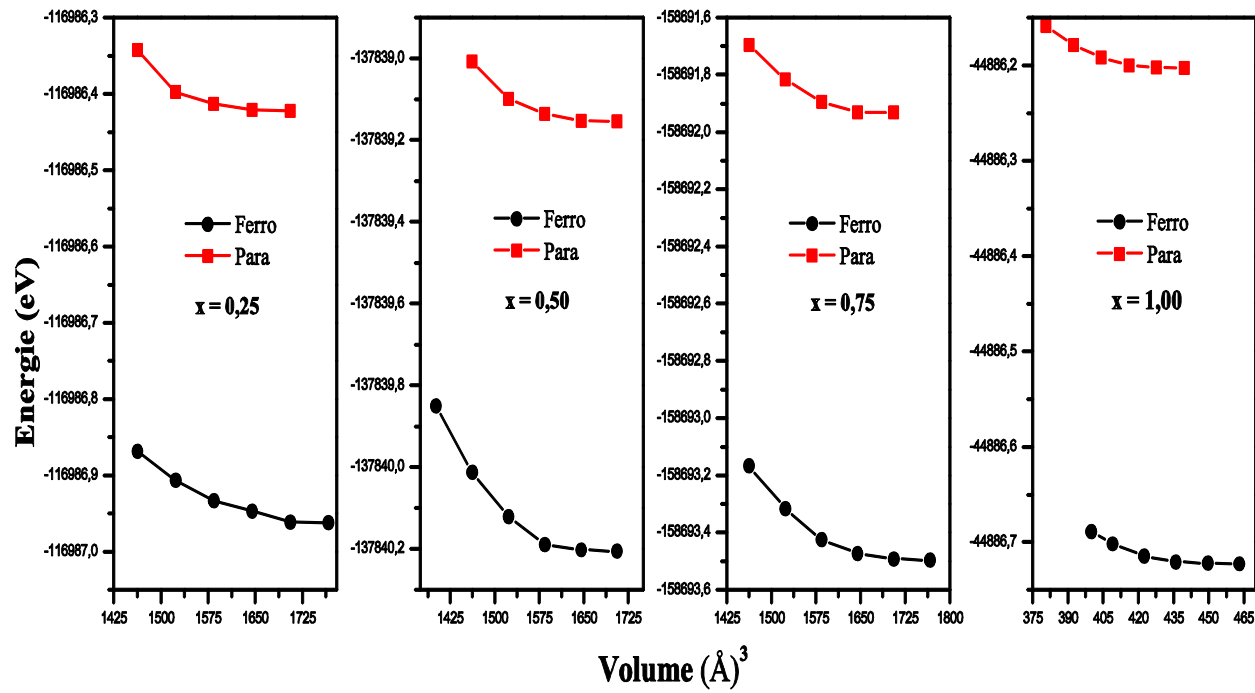 Energie (eV)
-116986,3
-116986,4
-116986,5
-116986,6
-116986,7
-116986,8
-116986,9
-116987,0
1425 1500 1575 1650 1725
Ferro
Para
x = 0,25
-137839,0
-137839,2
-137839,4
-137839,6
-137839,8
-137840,0
-137840,2
1425 1500 1575 1650 1725
Ferro
Para
x = 0,50
-158691,6
-158691,8
-158692,0
-158692,2
-158692,4
-158692,6
-158692,8
-158693,0
-158693,2
-158693,4
-158693,6
1425 1500 1575 1650 1725 1800
Ferro
Para
x = 0,75
-44886,2
-44886,3
-44886,4
-44886,5
-44886,6
-44886,7
375 390 405 420 435 450 465
Ferro
Para
x = 1,00
Volume (Å)³